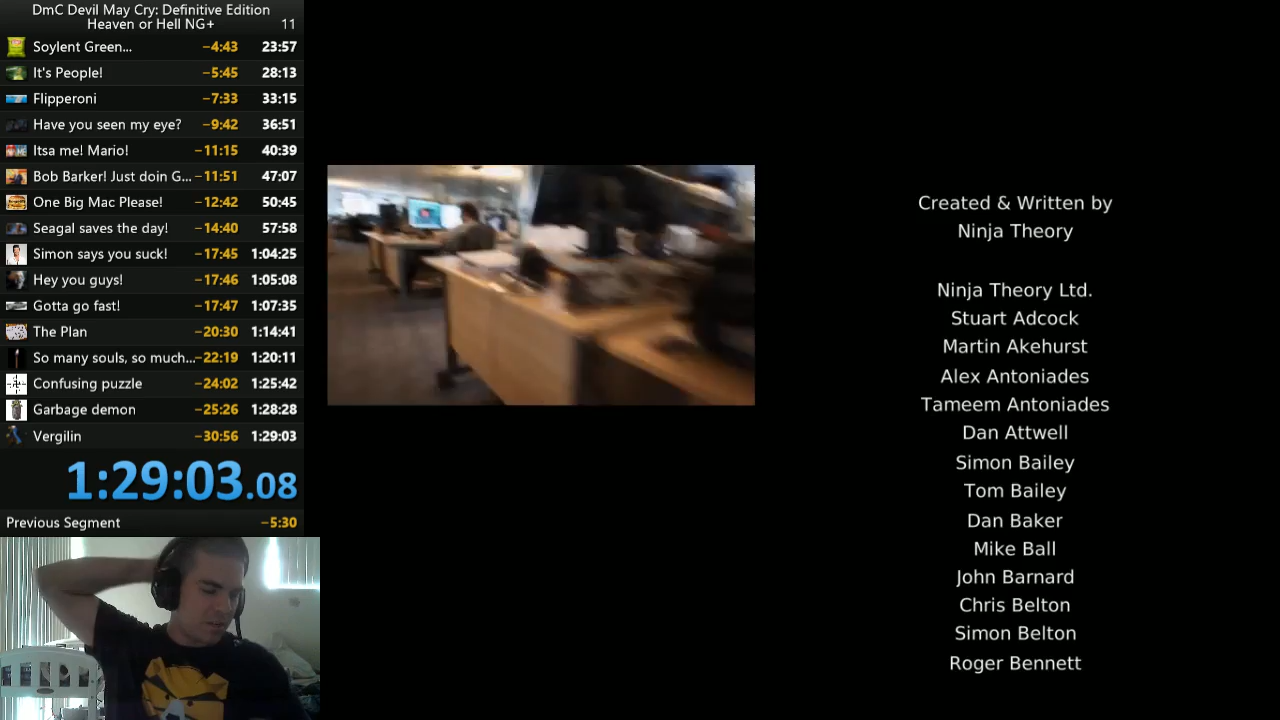 DmC Devil May Cry: Definitive Edition
Heaven or Hell NG+ 11
Soylent Green... −4:43 23:57
It's People! −5:45 28:13
Flipperoni −7:33 33:15
Have you seen my eye? −9:42 36:51
Itsa me! Mario! −11:15 40:39
Bob Barker! Just doin G... −11:51 47:07
One Big Mac Please! −12:42 50:45
Seagal saves the day! −14:40 57:58
Simon says you suck! −17:45 1:04:25
Hey you guys! −17:46 1:05:08
Gotta go fast! −17:47 1:07:35
The Plan −20:30 1:14:41
So many souls, so much... −22:19 1:20:11
Confusing puzzle −24:02 1:25:42
Garbage demon −25:26 1:28:28
Vergilin −30:56 1:29:03
1:29:03.08
Previous Segment −5:30
Created & Written by
Ninja Theory
Ninja Theory Ltd.
Stuart Adcock
Martin Akehurst
Alex Antoniades
Tameem Antoniades
Dan Attwell
Simon Bailey
Tom Bailey
Dan Baker
Mike Ball
John Barnard
Chris Belton
Simon Belton
Roger Bennett